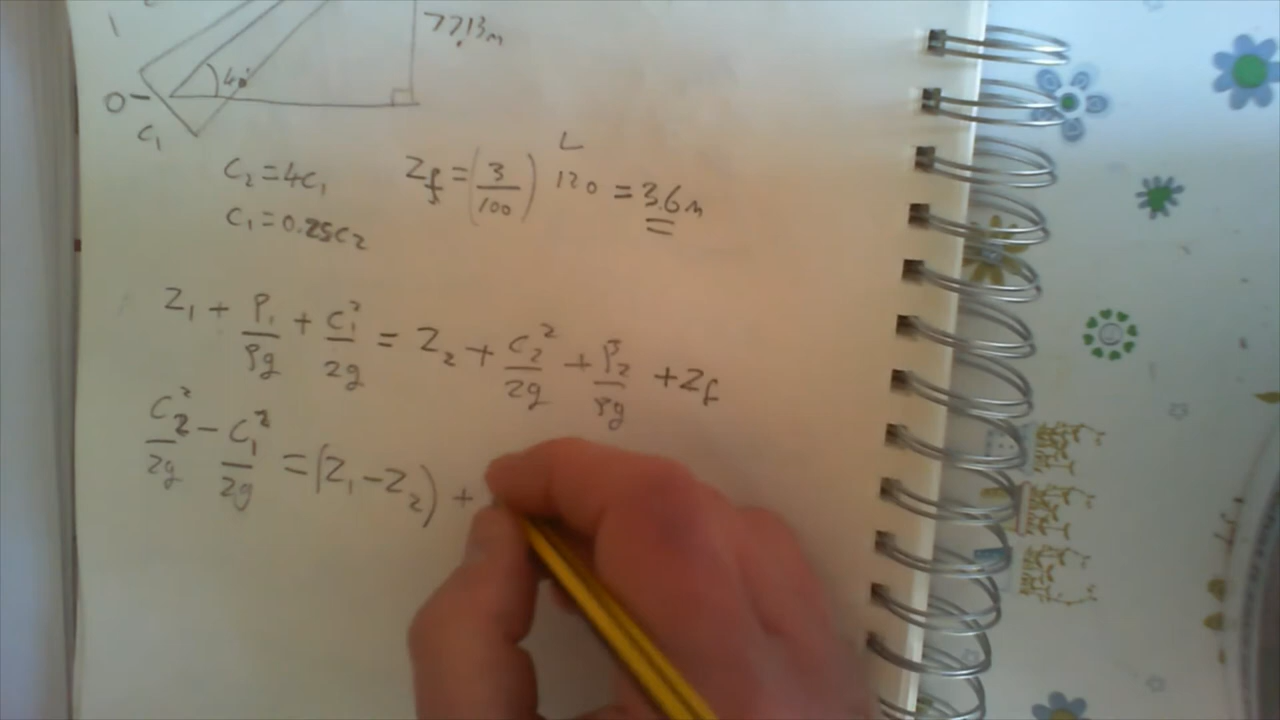 77.13m
40°
0
C₁
C₂ = 4C₁
C₁ = 0.25C₂
L
Z_f = (3/100) 120 = 3.6m
Z₁ + P₁/ρg + C₁²/2g = Z₂ + C₂²/2g + P₂/ρg + Z_f
C₂²/2g - C₁²/2g = (Z₁ - Z₂) +